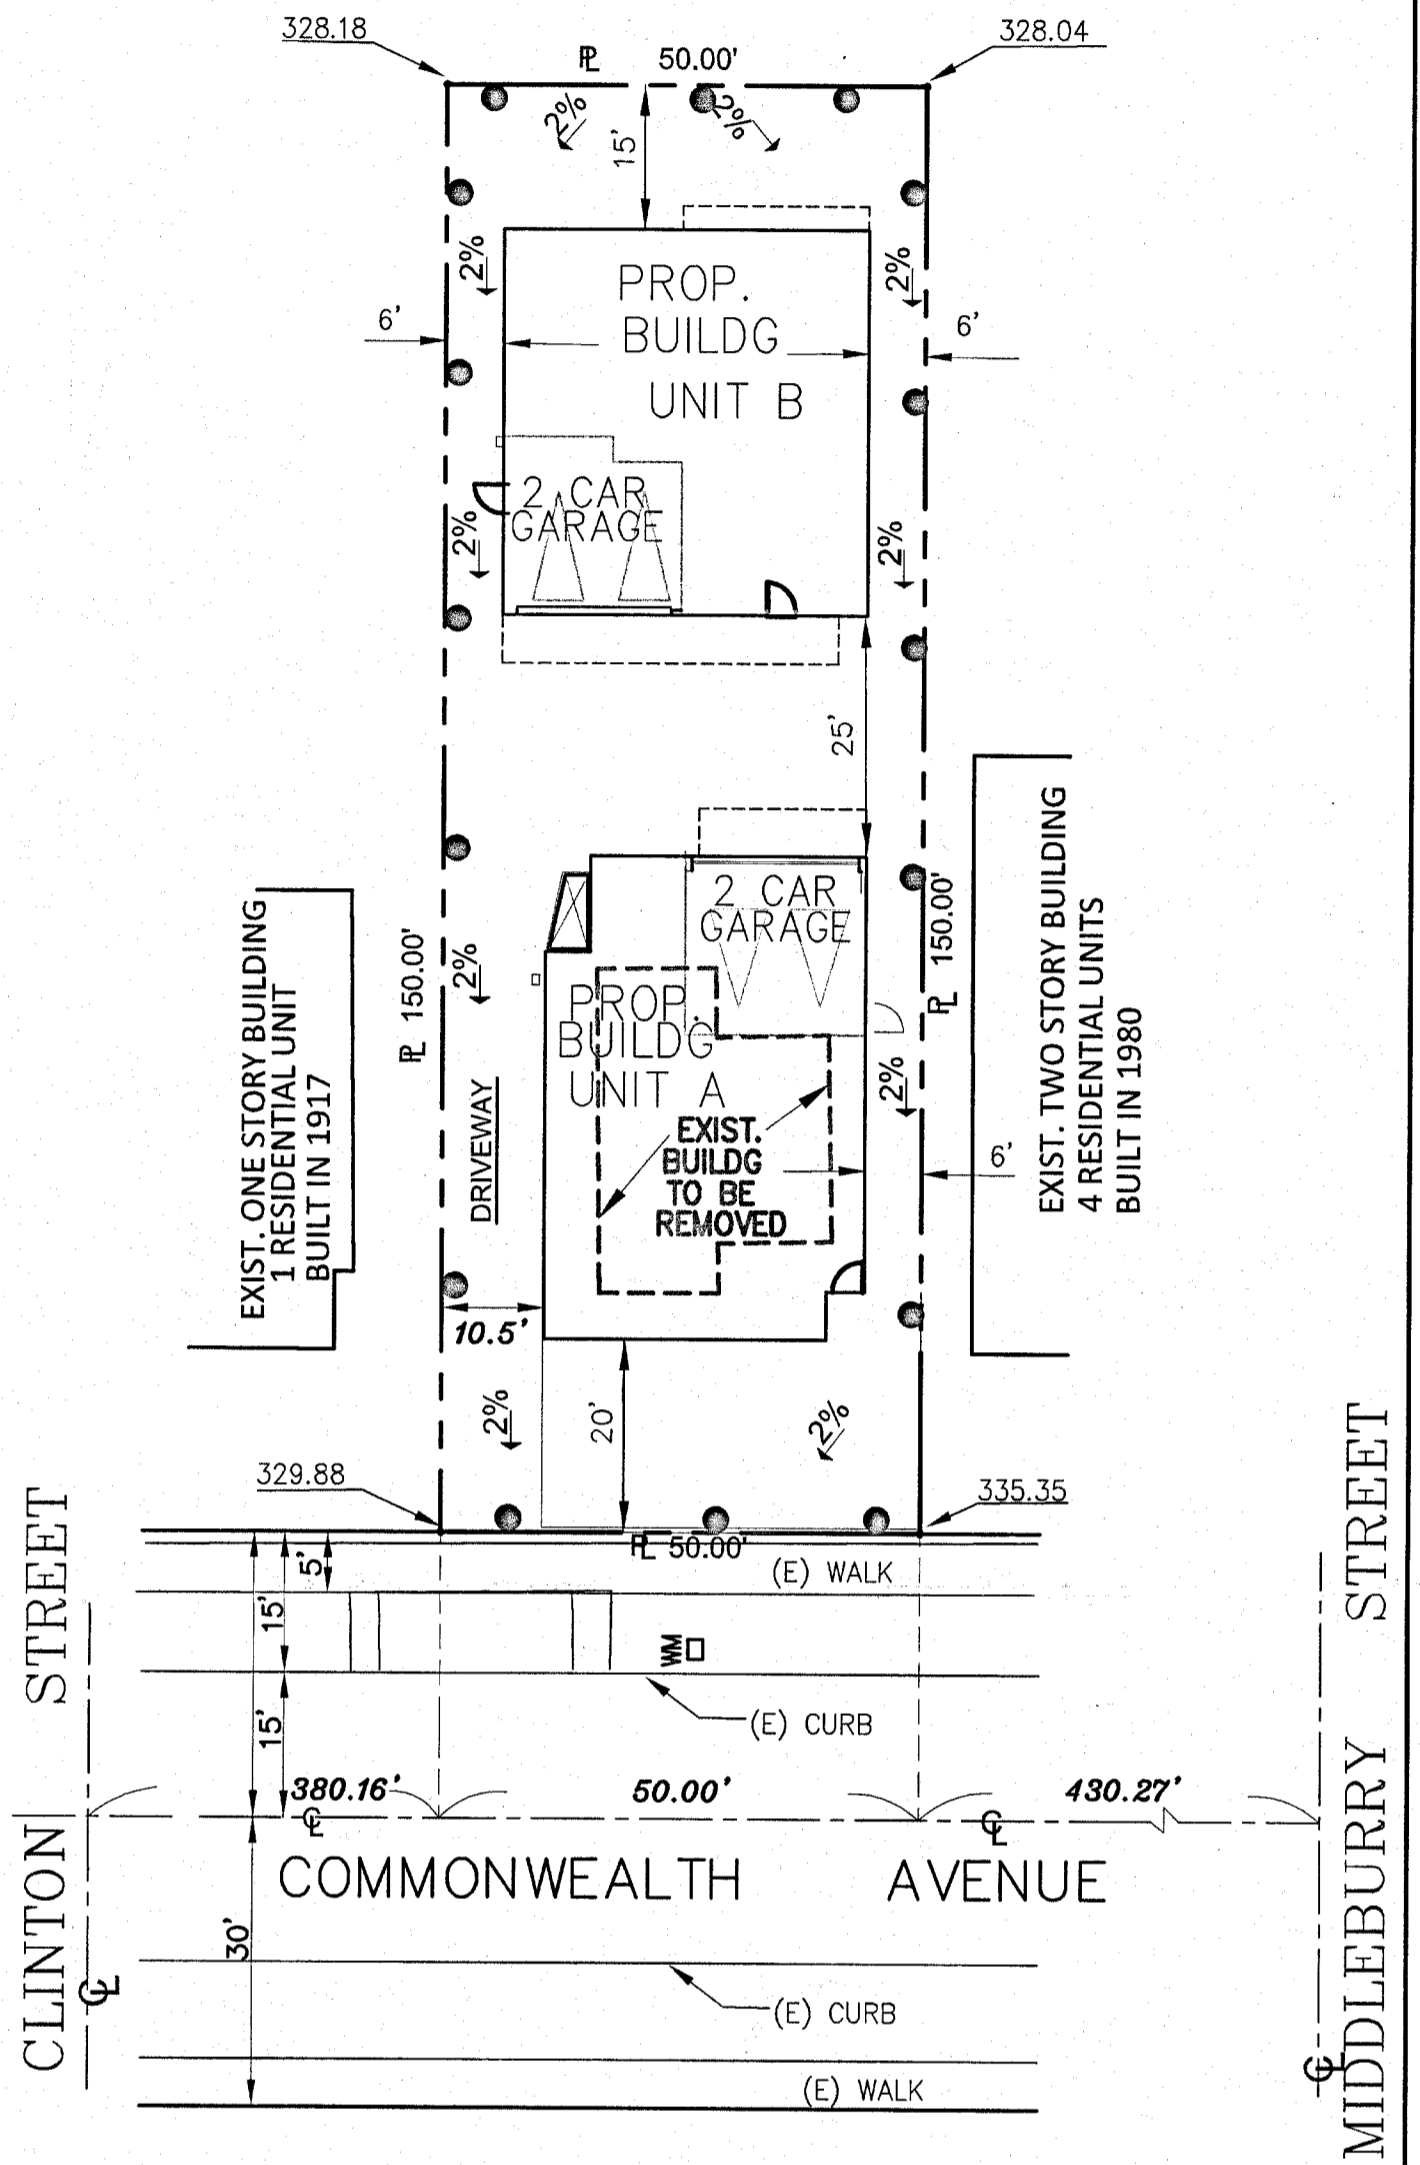 328.18
328.04
PL 50.00'
2%
2%
15'
2%
2%
PROP.
BUILDG
UNIT B
6'
6'
2 CAR
GARAGE
2%
2%
25'
2 CAR
GARAGE
EXIST. ONE STORY BUILDING
1 RESIDENTIAL UNIT
BUILT IN 1917
PL 150.00'
2%
PL 150.00'
EXIST. TWO STORY BUILDING
4 RESIDENTIAL UNITS
BUILT IN 1980
PROP.
BUILDG
UNIT A
2%
DRIVEWAY
EXIST.
BUILDG
TO BE
REMOVED
6'
10.5'
2%
20'
2%
329.88
335.35
PL 50.00'
5'
(E) WALK
15'
WM
15'
(E) CURB
380.16'
50.00'
430.27'
CL
CL
COMMONWEALTH AVENUE
30'
(E) CURB
(E) WALK
CLINTON STREET
CL
MIDDLEBURRY STREET
CL